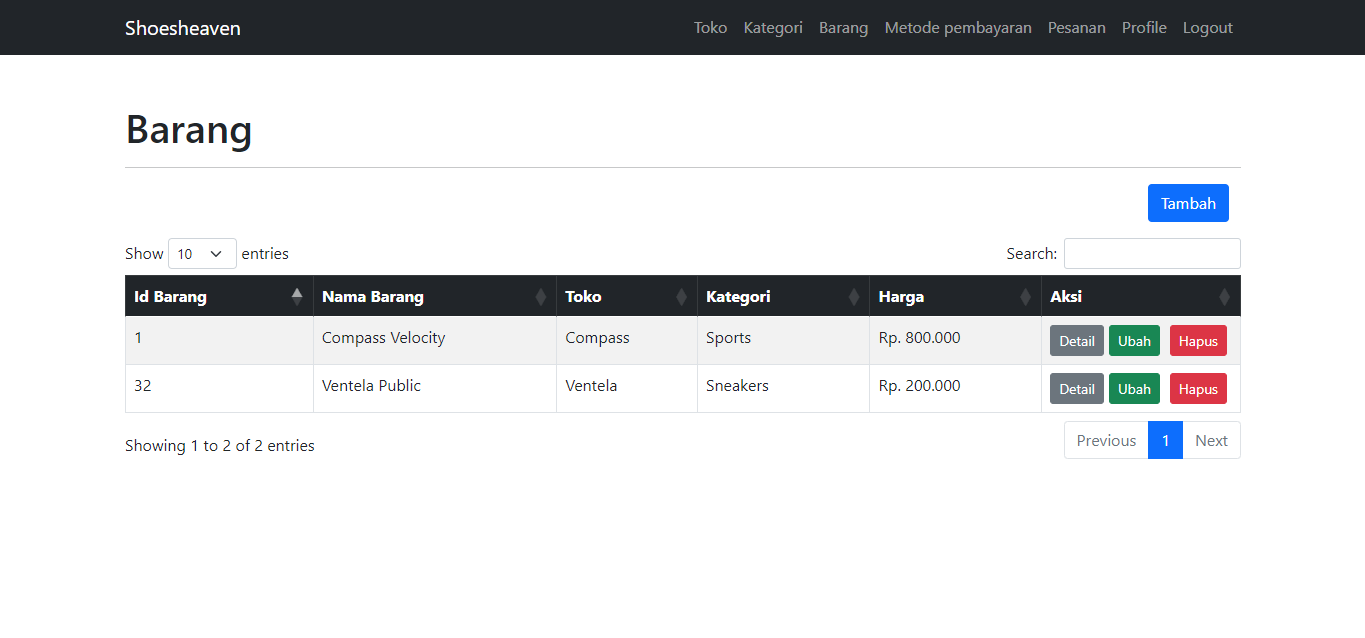 Shoesheaven Toko Kategori Barang Metode pembayaran Pesanan Profile Logout
Barang
Tambah
Show 10 entries Search:
Id Barang Nama Barang Toko Kategori Harga Aksi
1 Compass Velocity Compass Sports Rp. 800.000 Detail Ubah Hapus
32 Ventela Public Ventela Sneakers Rp. 200.000 Detail Ubah Hapus
Showing 1 to 2 of 2 entries Previous 1 Next